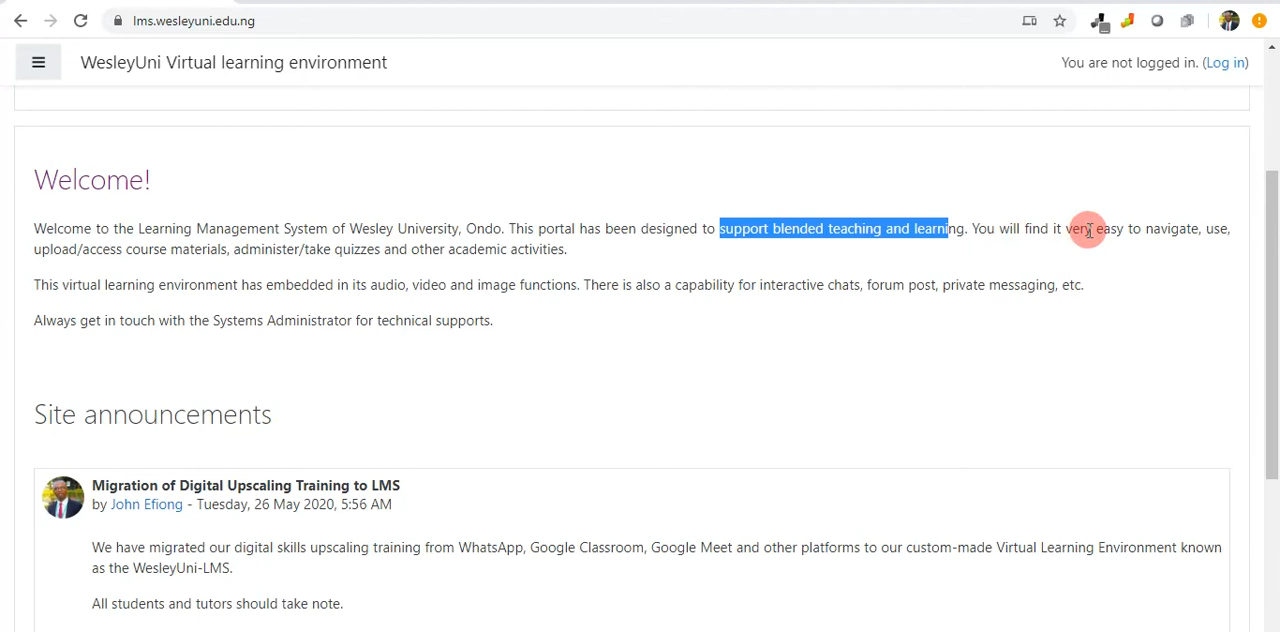 lms.wesleyuni.edu.ng
WesleyUni Virtual learning environment
You are not logged in. (Log in)
Welcome!
Welcome to the Learning Management System of Wesley University, Ondo. This portal has been designed to support blended teaching and learning. You will find it very easy to navigate, use,
upload/access course materials, administer/take quizzes and other academic activities.
This virtual learning environment has embedded in its audio, video and image functions. There is also a capability for interactive chats, forum post, private messaging, etc.
Always get in touch with the Systems Administrator for technical supports.
Site announcements
Migration of Digital Upscaling Training to LMS
by John Efiong - Tuesday, 26 May 2020, 5:56 AM
We have migrated our digital skills upscaling training from WhatsApp, Google Classroom, Google Meet and other platforms to our custom-made Virtual Learning Environment known
as the WesleyUni-LMS.
All students and tutors should take note.